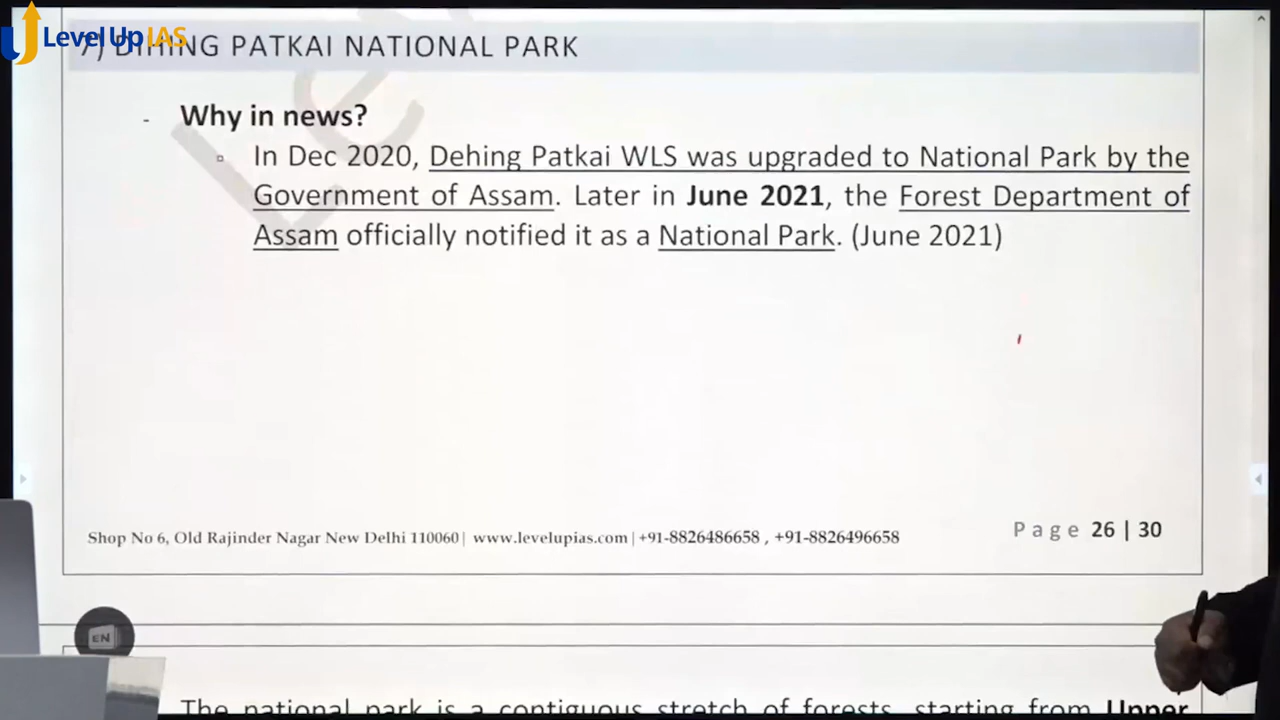 Level Up IAS
7) DIHING PATKAI NATIONAL PARK
- Why in news?
In Dec 2020, Dehing Patkai WLS was upgraded to National Park by the
Government of Assam. Later in June 2021, the Forest Department of
Assam officially notified it as a National Park. (June 2021)
Shop No 6, Old Rajinder Nagar New Delhi 110060| www.levelupias.com | +91-8826486658 , +91-8826496658
Page 26 | 30
EN
The national park is a contiguous stretch of forests, starting from Upper